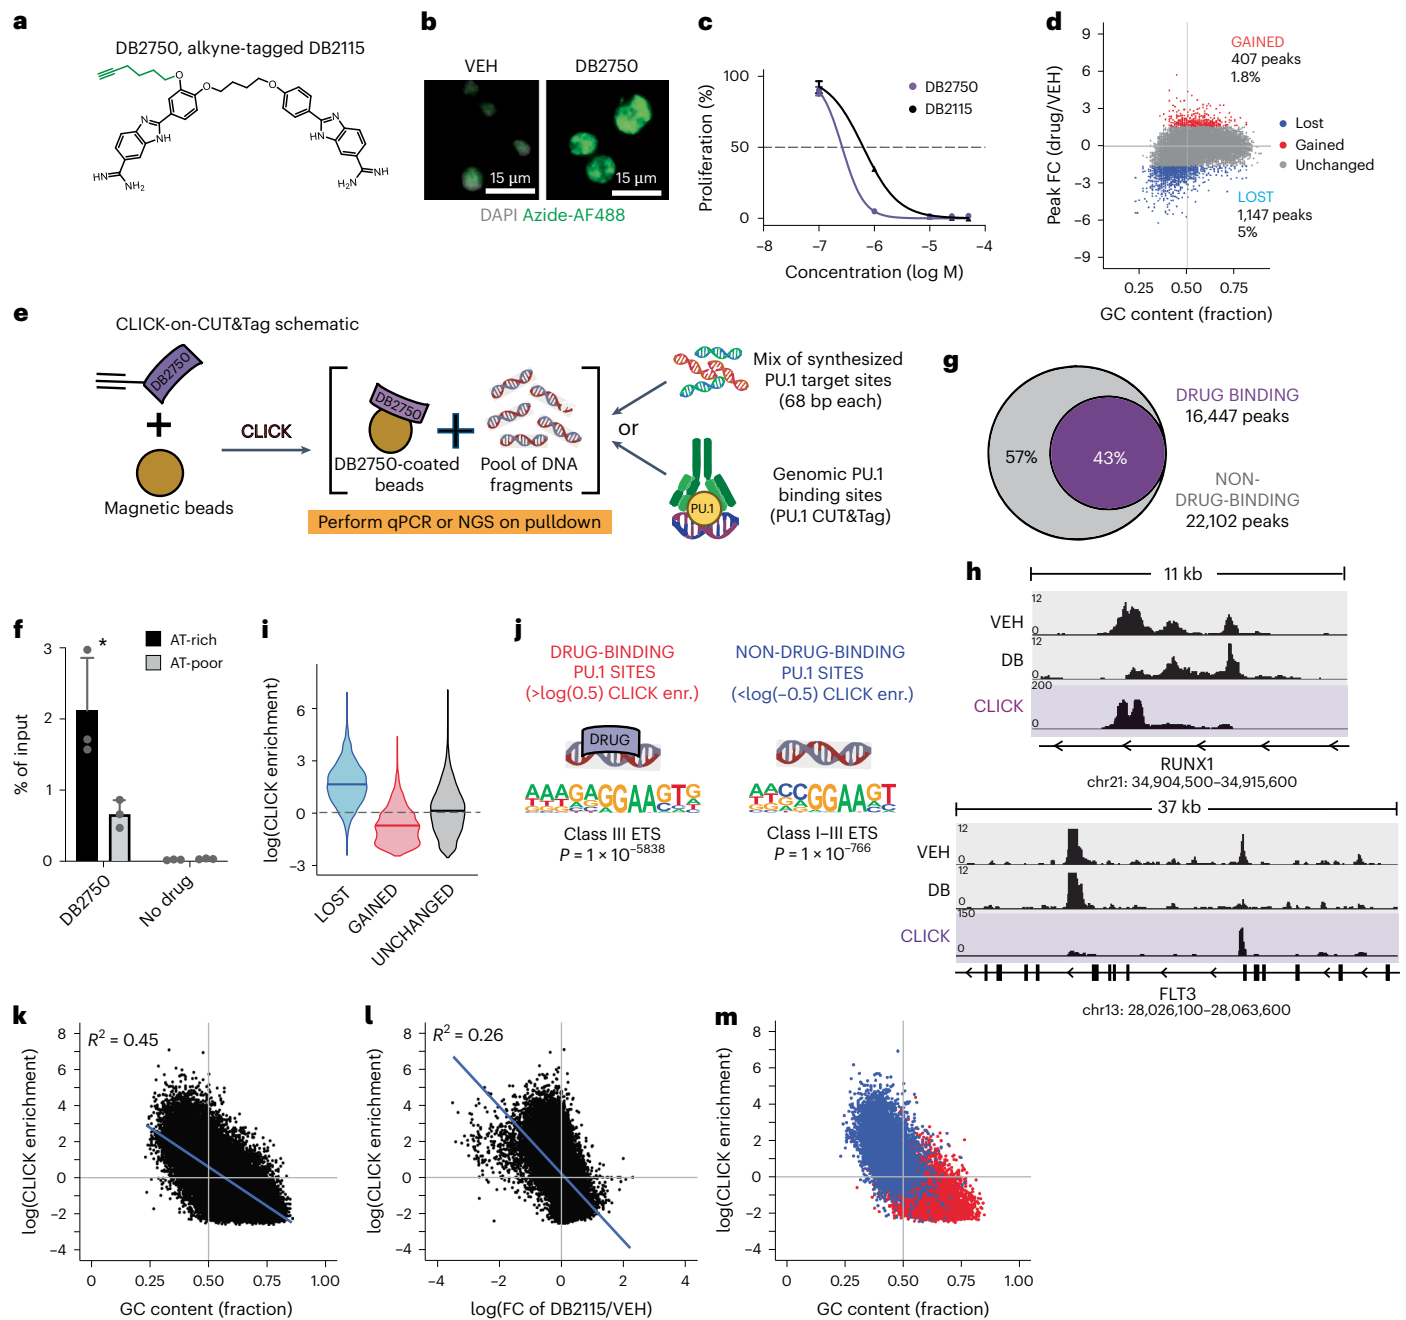 a
DB2750, alkyne-tagged DB2115
O
O
O
N
NH
N
HN
HN
NH2
NH
H2N
b
VEH
DB2750
15 µm
15 µm
DAPI Azide-AF488
c
Proliferation (%)
100
50
0
DB2750
DB2115
−8
−7
−6
−5
−4
Concentration (log M)
d
Peak FC (drug/VEH)
9
6
3
0
−3
−6
−9
GAINED
407 peaks
1.8%
Lost
Gained
Unchanged
LOST
1,147 peaks
5%
0.25
0.50
0.75
GC content (fraction)
e
CLICK-on-CUT&Tag schematic
DB2750
+
Magnetic beads
CLICK
DB2750
+
DB2750-coated
beads
Pool of DNA
fragments
Perform qPCR or NGS on pulldown
or
Mix of synthesized
PU.1 target sites
(68 bp each)
PU.1
Genomic PU.1
binding sites
(PU.1 CUT&Tag)
g
57%
43%
DRUG BINDING
16,447 peaks
NON-
DRUG-BINDING
22,102 peaks
f
% of input
3
2
1
0
*
AT-rich
AT-poor
DB2750
No drug
i
log(CLICK enrichment)
6
3
0
−3
LOST
GAINED
UNCHANGED
j
DRUG-BINDING
PU.1 SITES
(>log(0.5) CLICK enr.)
DRUG
AAAGAGGAAGTG
Class III ETS
P = 1 × 10−5838
NON-DRUG-BINDING
PU.1 SITES
(<log(−0.5) CLICK enr.)
AACCGGAAGT
Class I–III ETS
P = 1 × 10−766
h
11 kb
VEH
12
0
DB
12
0
CLICK
200
0
RUNX1
chr21: 34,904,500–34,915,600
37 kb
VEH
12
0
DB
12
0
CLICK
150
0
FLT3
chr13: 28,026,100–28,063,600
k
log(CLICK enrichment)
8
6
4
2
0
−2
−4
R2 = 0.45
0
0.25
0.50
0.75
1.00
GC content (fraction)
l
log(CLICK enrichment)
8
6
4
2
0
−2
−4
R2 = 0.26
−4
−2
0
2
4
log(FC of DB2115/VEH)
m
log(CLICK enrichment)
8
6
4
2
0
−2
−4
0
0.25
0.50
0.75
1.00
GC content (fraction)